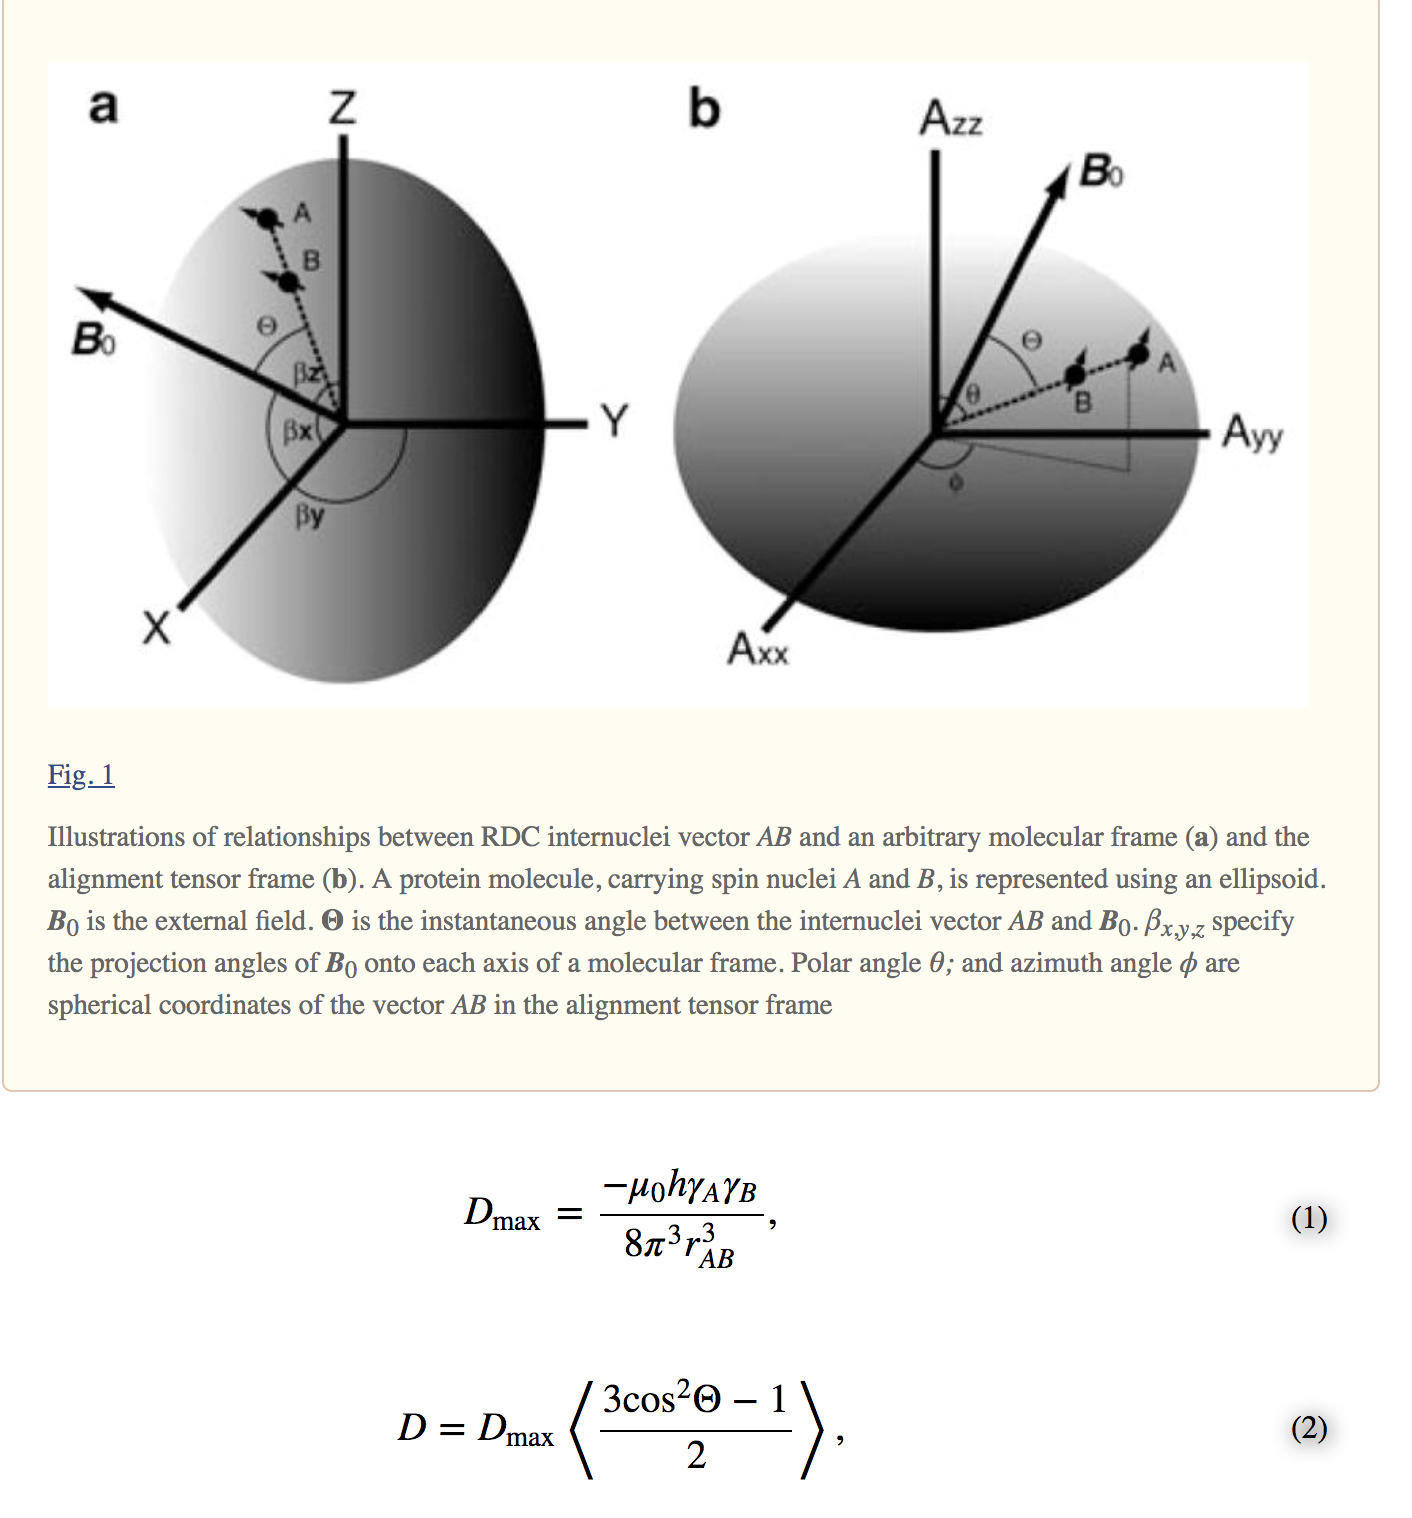 a
Z
A
B
Θ
B0
βz
βx
Y
βy
X
b
Azz
B0
Θ
A
θ
B
Ayy
ϕ
Axx
Fig. 1
Illustrations of relationships between RDC internuclei vector AB and an arbitrary molecular frame (a) and the
alignment tensor frame (b). A protein molecule, carrying spin nuclei A and B, is represented using an ellipsoid.
B0 is the external field. Θ is the instantaneous angle between the internuclei vector AB and B0. βx,y,z specify
the projection angles of B0 onto each axis of a molecular frame. Polar angle θ; and azimuth angle ϕ are
spherical coordinates of the vector AB in the alignment tensor frame
Dmax = −μ0hγAγB / 8π³r³AB, (1)
D = Dmax ⟨ 3cos²Θ − 1 / 2 ⟩, (2)